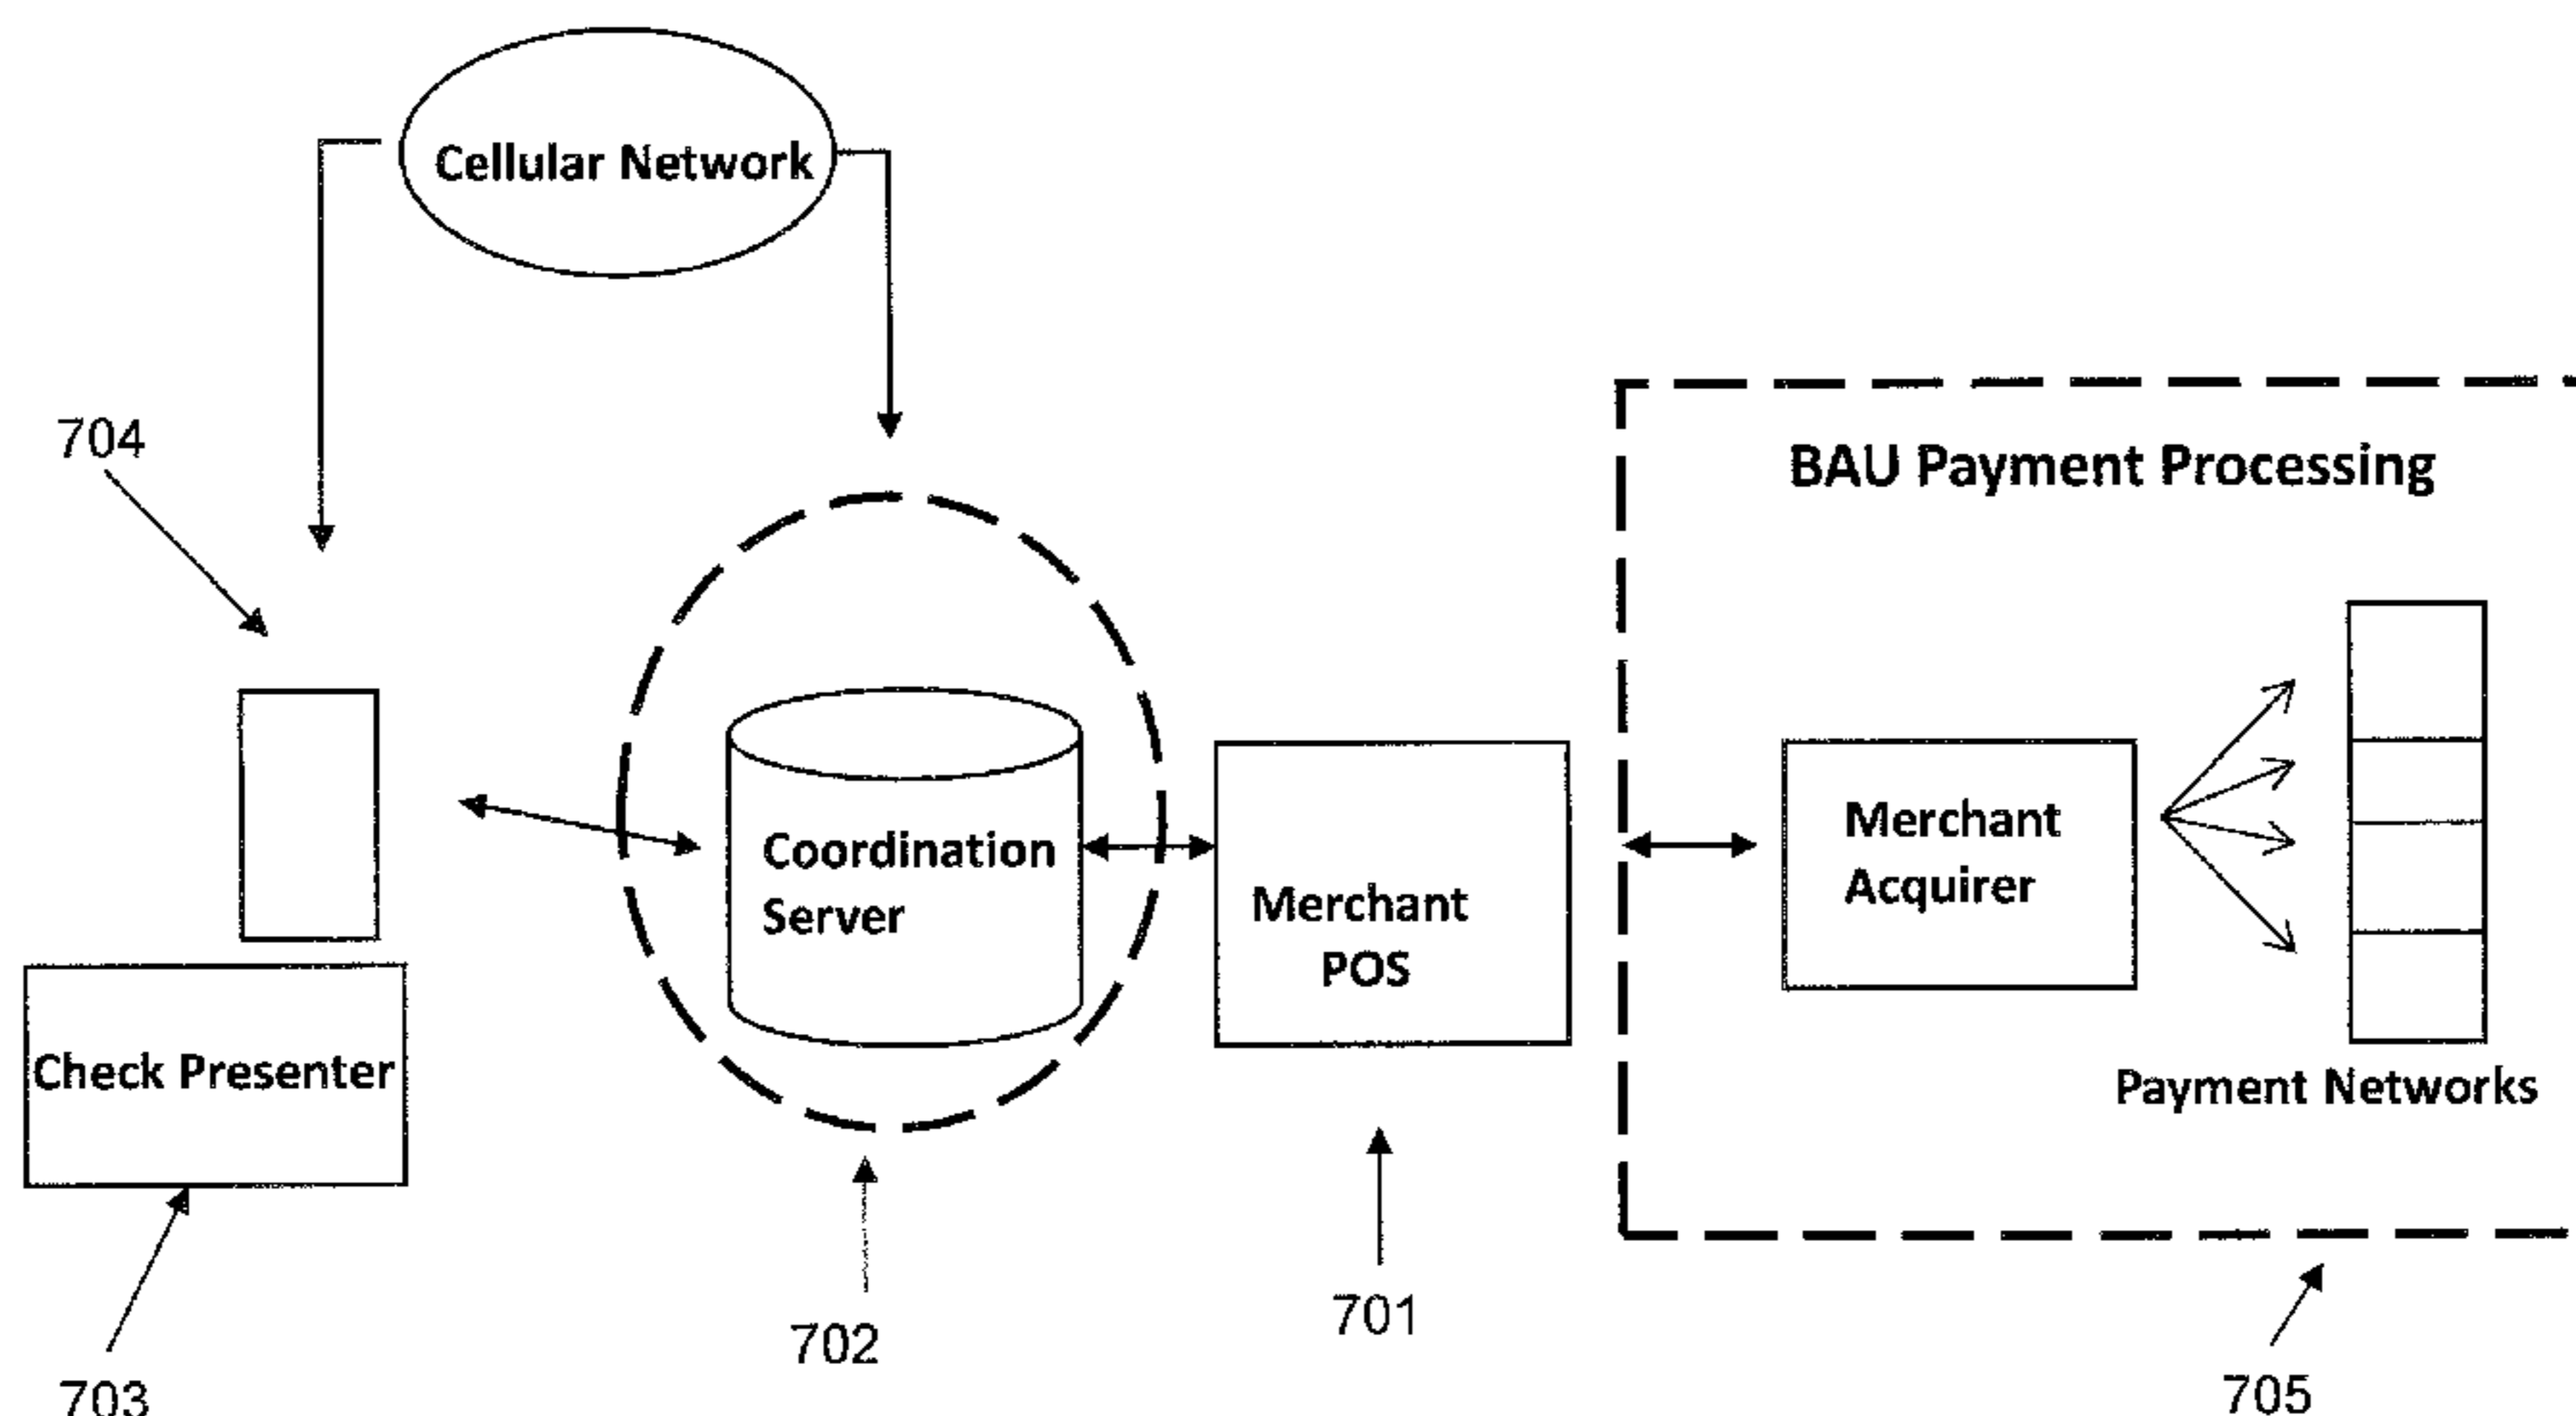 Cellular Network
704
BAU Payment Processing
Coordination
Server
Merchant
POS
Merchant
Acquirer
Check Presenter
Payment Networks
701
702
703
705